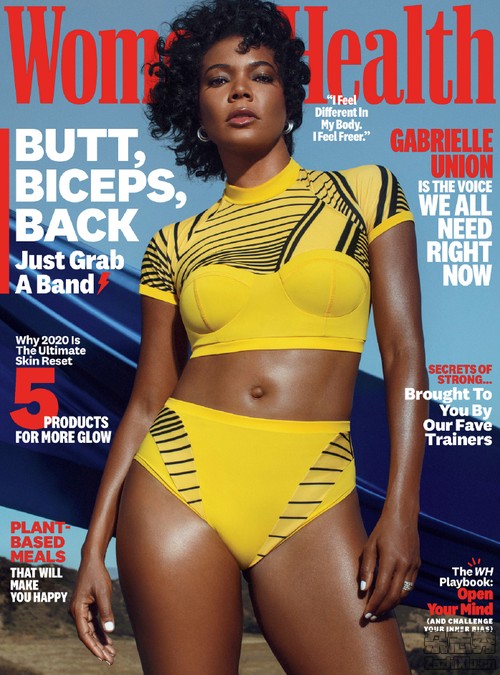 Women's Health
"I Feel
Different In
My Body.
I Feel Freer."
BUTT,
BICEPS,
BACK
Just Grab
A Band
GABRIELLE
UNION
IS THE VOICE
WE ALL
NEED
RIGHT
NOW
Why 2020 Is
The Ultimate
Skin Reset
5
PRODUCTS
FOR MORE GLOW
SECRETS OF
STRONG...
Brought To
You By
Our Fave
Trainers
PLANT-
BASED
MEALS
THAT WILL
MAKE
YOU HAPPY
The WH
Playbook:
Open
Your Mind
(AND CHALLENGE
YOUR INNER BIAS)